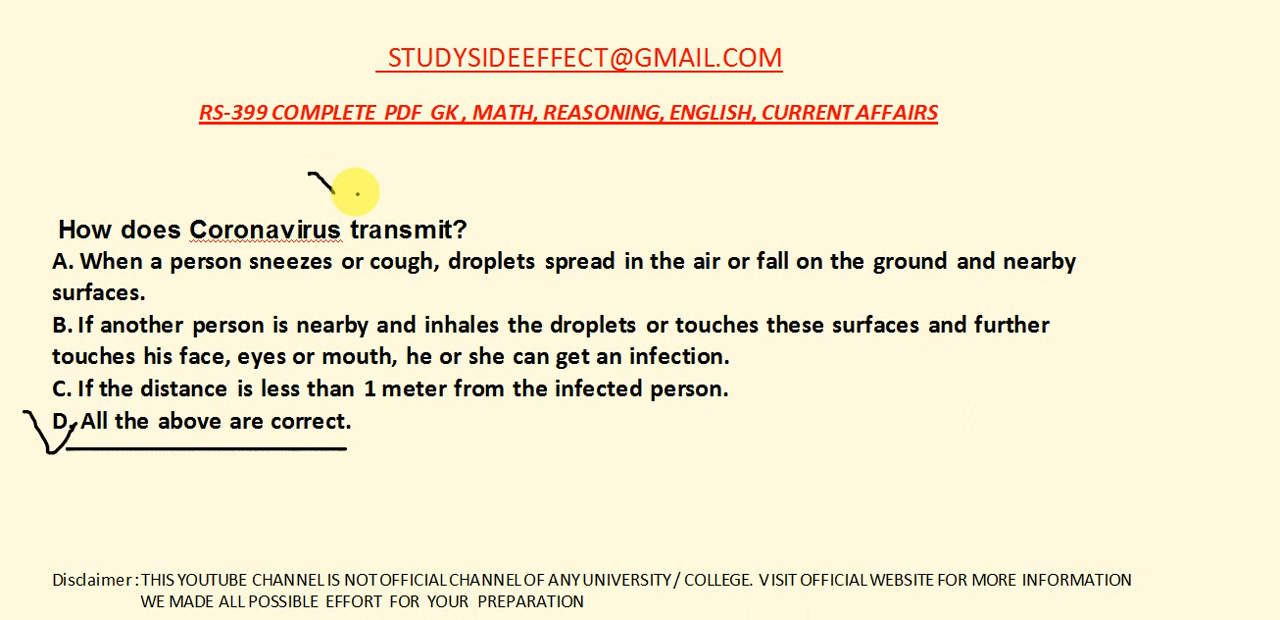 STUDYSIDEEFFECT@GMAIL.COM
RS-399 COMPLETE PDF GK , MATH, REASONING, ENGLISH, CURRENT AFFAIRS
How does Coronavirus transmit?
A. When a person sneezes or cough, droplets spread in the air or fall on the ground and nearby
surfaces.
B. If another person is nearby and inhales the droplets or touches these surfaces and further
touches his face, eyes or mouth, he or she can get an infection.
C. If the distance is less than 1 meter from the infected person.
D. All the above are correct.
Disclaimer : THIS YOUTUBE CHANNEL IS NOT OFFICIAL CHANNEL OF ANY UNIVERSITY / COLLEGE. VISIT OFFICIAL WEBSITE FOR MORE INFORMATION
WE MADE ALL POSSIBLE EFFORT FOR YOUR PREPARATION